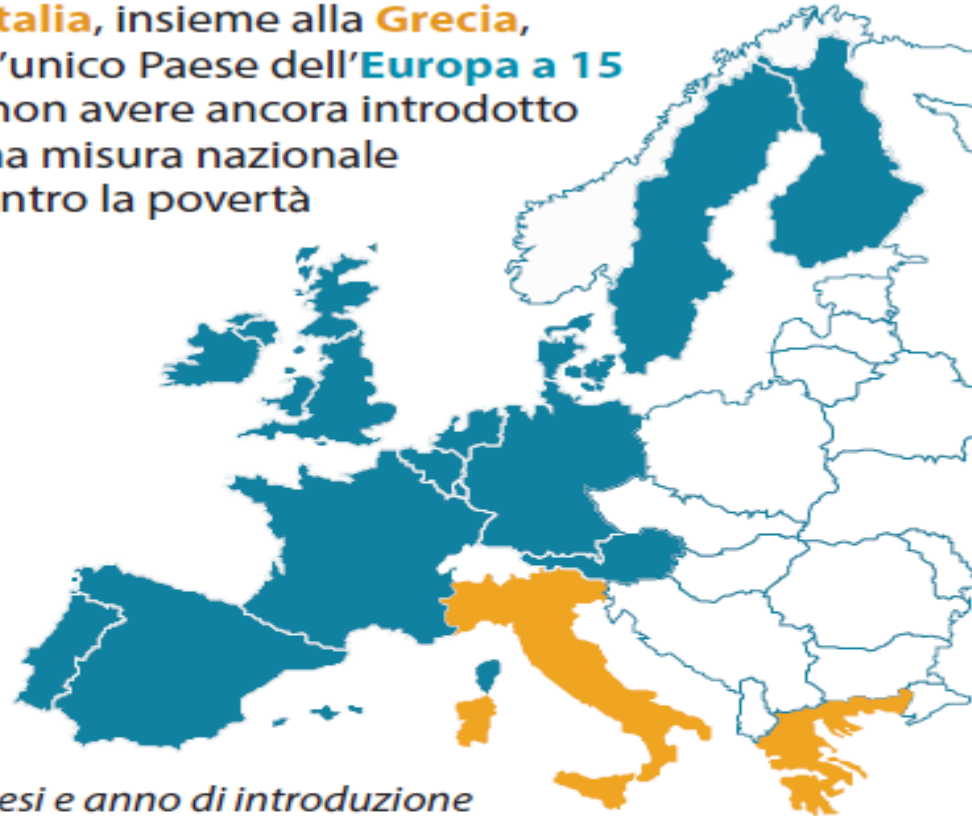 talia, insieme alla Grecia,
'unico Paese dell'Europa a 15
non avere ancora introdotto
na misura nazionale
ntro la povertà
esi e anno di introduzione